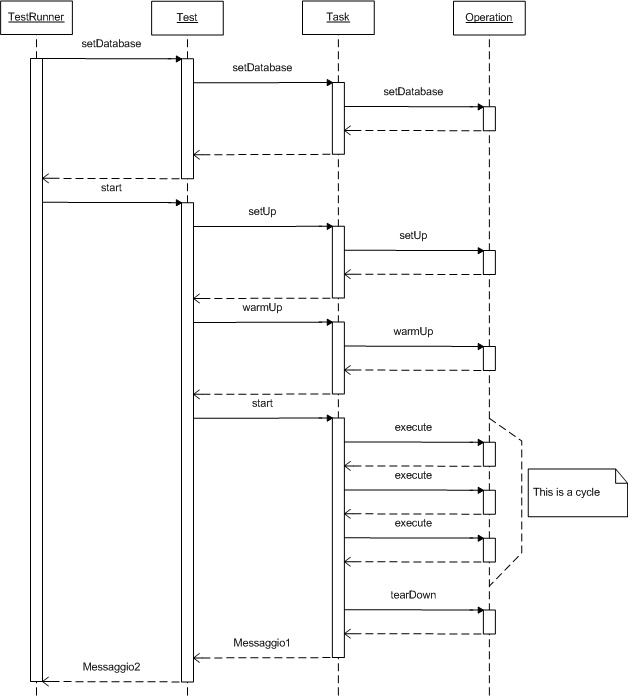 TestRunner
Test
Task
Operation
setDatabase
setDatabase
setDatabase
start
setUp
setUp
warmUp
warmUp
start
execute
execute
This is a cycle
execute
tearDown
Messaggio1
Messaggio2